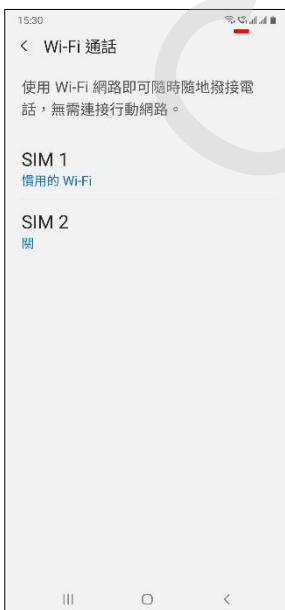 15:30
Wi-Fi 通話
使用 Wi-Fi 網路即可隨時隨地撥接電
話，無需連接行動網路。
SIM 1
慣用的 Wi-Fi
SIM 2
關